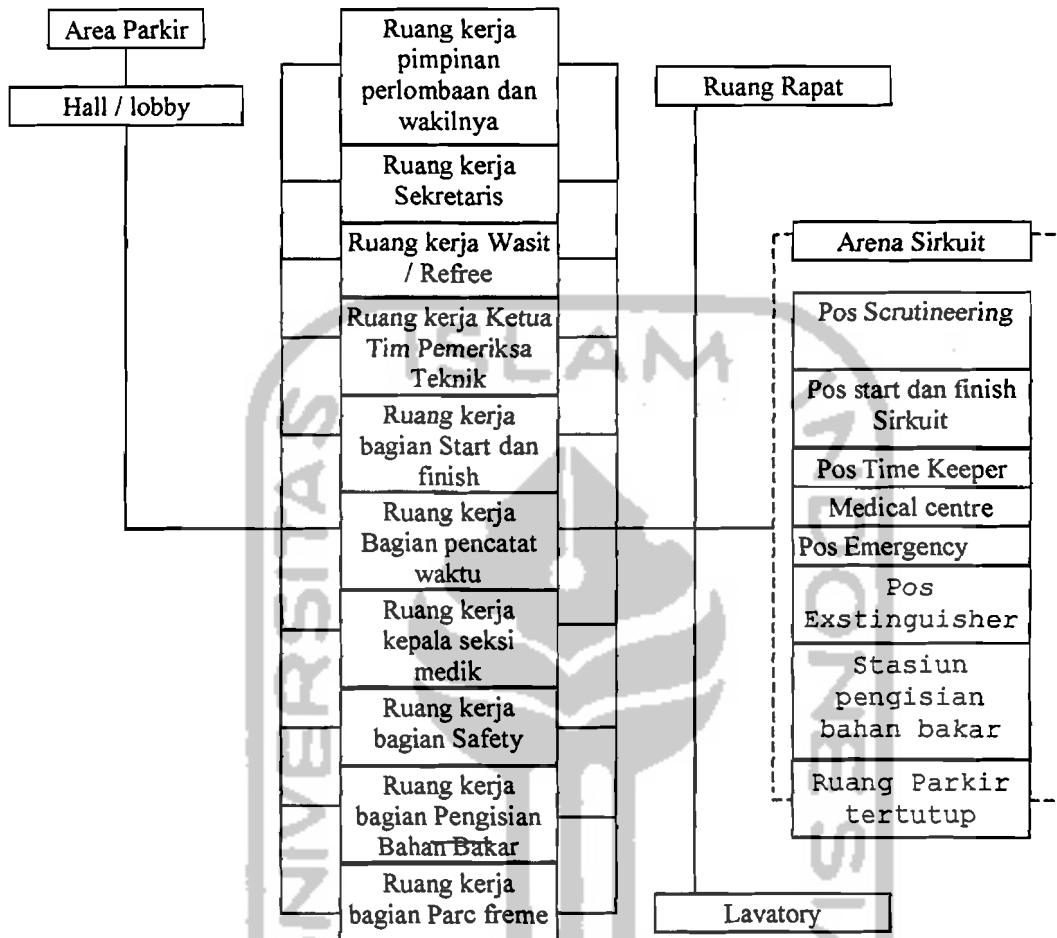 Area Parkir
Hall / lobby
Ruang kerja
pimpinan
perlombaan dan
wakilnya
Ruang kerja
Sekretaris
Ruang kerja Wasit
/ Refree
Ruang kerja Ketua
Tim Pemeriksa
Teknik
Ruang kerja
bagian Start dan
finish
Ruang kerja
Bagian pencatat
waktu
Ruang kerja
kepala seksi
medik
Ruang kerja
bagian Safety
Ruang kerja
bagian Pengisian
Bahan Bakar
Ruang kerja
bagian Parc freme
Ruang Rapat
Lavatory
Arena Sirkuit
Pos Scrutineering
Pos start dan finish
Sirkuit
Pos Time Keeper
Medical centre
Pos Emergency
Pos
Exstinguisher
Stasiun
pengisian
bahan bakar
Ruang Parkir
tertutup
ISLAM
UNIVERSITAS
INDONESIA